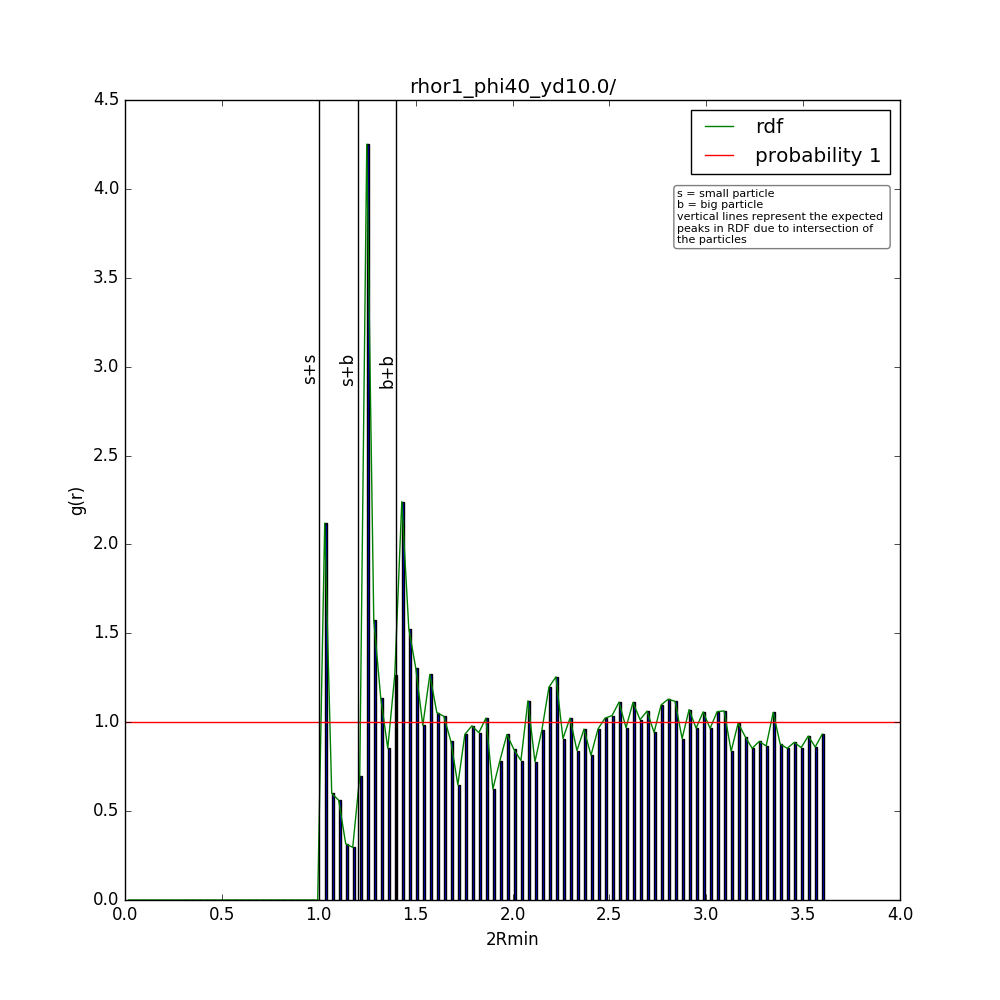 rhor1_phi40_yd10.0/
4.5
4.0
3.5
3.0
2.5
2.0
1.5
1.0
0.5
0.0
g(r)
s+s
s+b
b+b
rdf
probability 1
s = small particle
b = big particle
vertical lines represent the expected
peaks in RDF due to intersection of
the particles
0.0 0.5 1.0 1.5 2.0 2.5 3.0 3.5 4.0
2Rmin